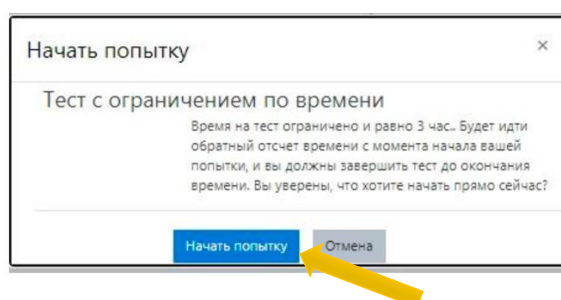 Начать попытку ×
Тест с ограничением по времени
Время на тест ограничено и равно 3 час.. Будет идти
обратный отсчет времени с момента начала вашей
попытки, и вы должны завершить тест до окончания
времени. Вы уверены, что хотите начать прямо сейчас?
Начать попытку Отмена